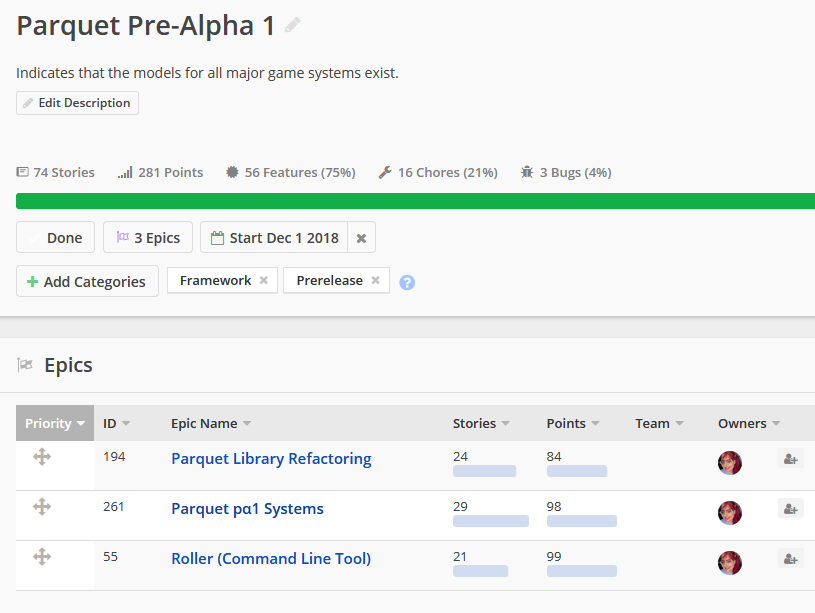 Parquet Pre-Alpha 1
Indicates that the models for all major game systems exist.
Edit Description
74 Stories 281 Points 56 Features (75%) 16 Chores (21%) 3 Bugs (4%)
Done 3 Epics Start Dec 1 2018 ×
Add Categories Framework × Prerelease × ?
Epics
Priority ID Epic Name Stories Points Team Owners
194 Parquet Library Refactoring 24 84
261 Parquet pα1 Systems 29 98
55 Roller (Command Line Tool) 21 99